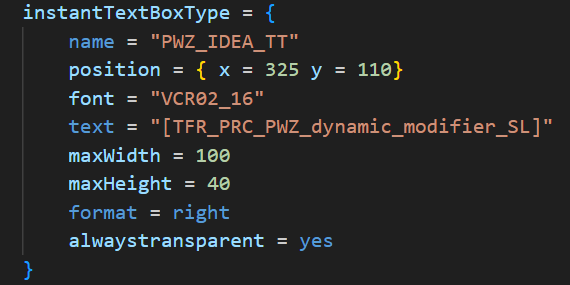 instantTextBoxType = {
name = "PWZ_IDEA_TT"
position = { x = 325 y = 110}
font = "VCR02_16"
text = "[TFR_PRC_PWZ_dynamic_modifier_SL]"
maxWidth = 100
maxHeight = 40
format = right
alwaystransparent = yes
}